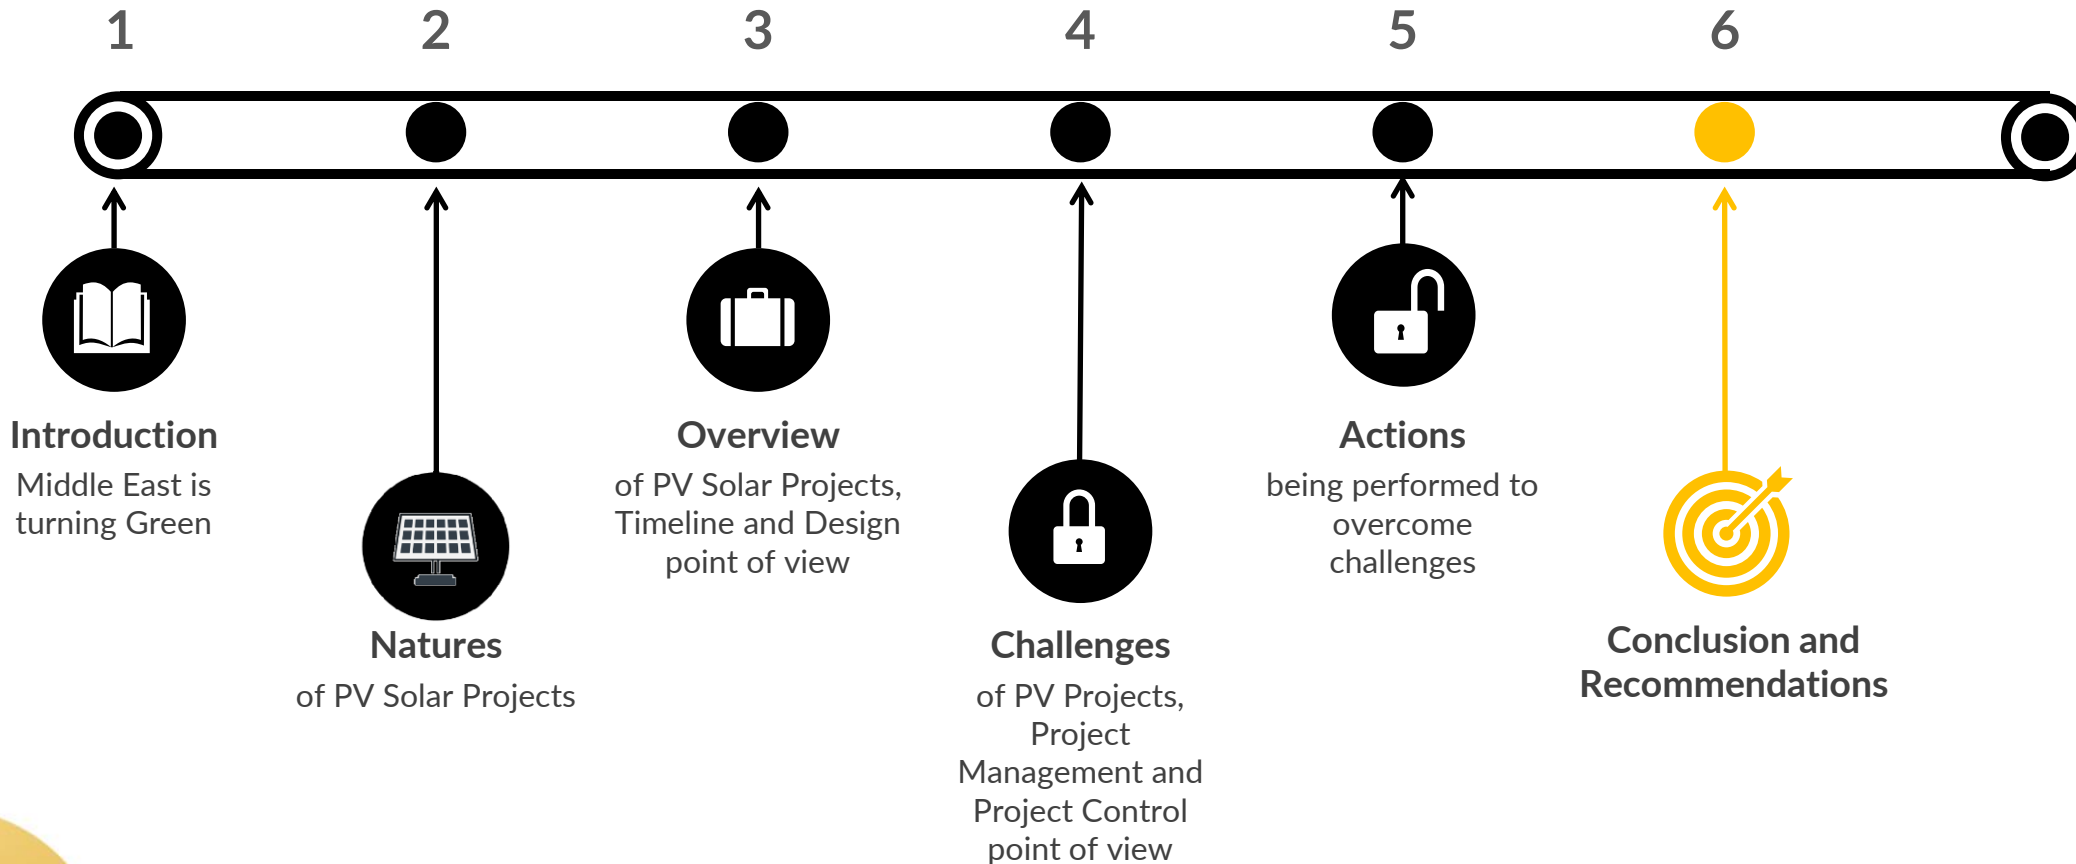 1
2
3
4
5
6
Introduction
Middle East is
turning Green
Natures
of PV Solar Projects
Overview
of PV Solar Projects,
Timeline and Design
point of view
Challenges
of PV Projects,
Project
Management and
Project Control
point of view
Actions
being performed to
overcome
challenges
Conclusion and
Recommendations